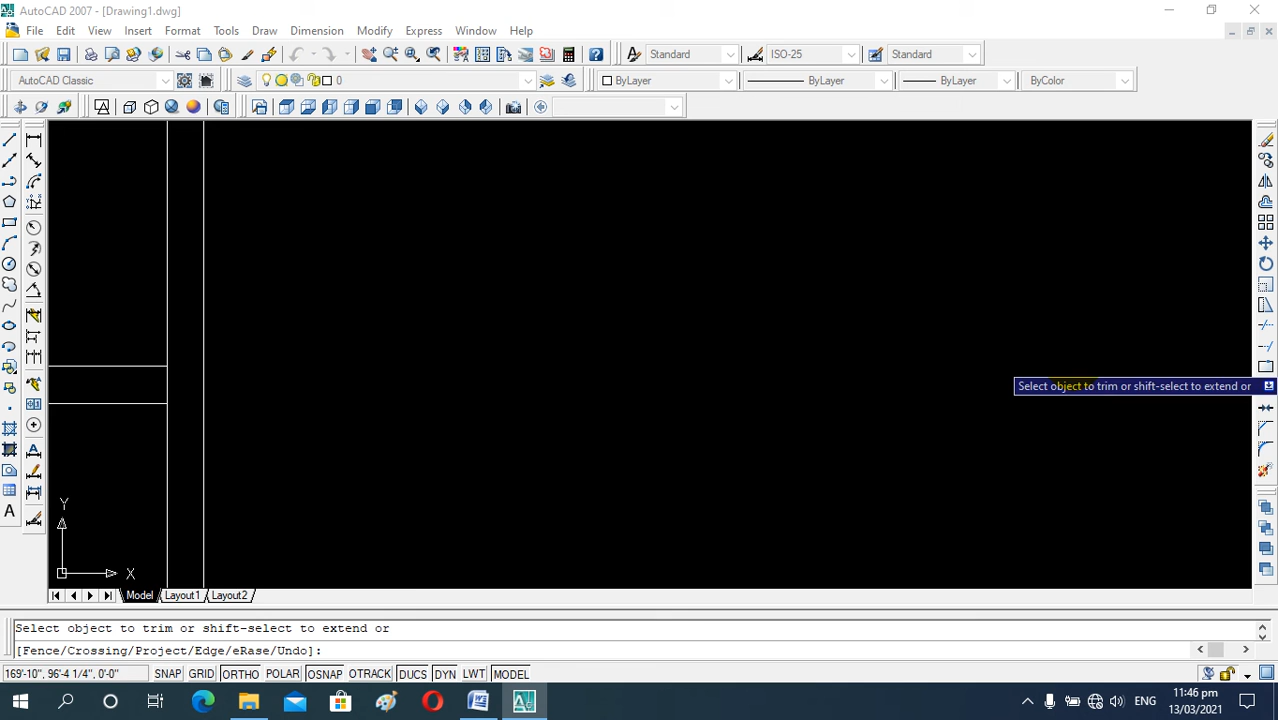 AutoCAD 2007 - [Drawing1.dwg]
File Edit View Insert Format Tools Draw Dimension Modify Express Window Help
Standard ISO-25 Standard
AutoCAD Classic 0 ByLayer ByLayer ByLayer ByColor
Select object to trim or shift-select to extend or
Y
X
Model Layout1 Layout2
Select object to trim or shift-select to extend or
[Fence/Crossing/Project/Edge/eRase/Undo]:
169'-10", 96'-4 1/4", 0'-0" SNAP GRID ORTHO POLAR OSNAP OTRACK DUCS DYN LWT MODEL
ENG
11:46 pm
13/03/2021